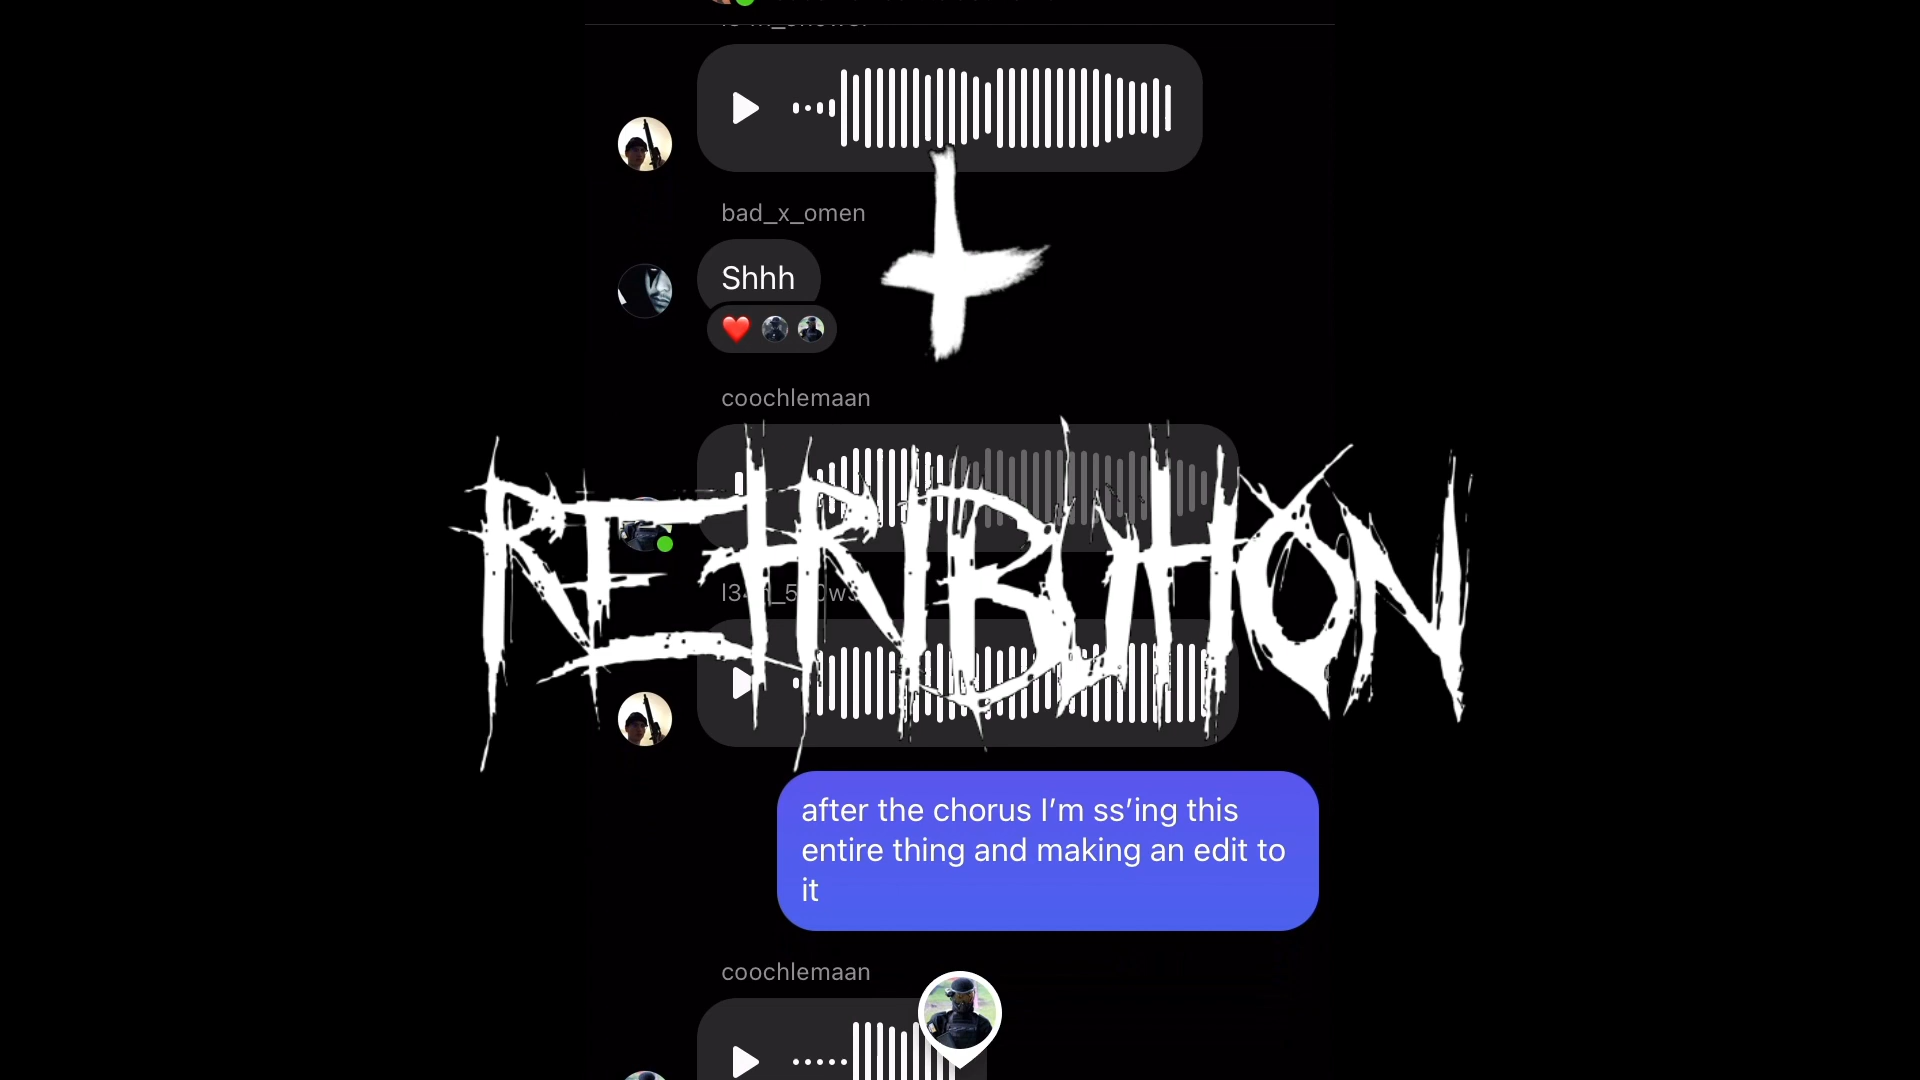 bad_x_omen
Shhh
coochlemaan
RETRIBUTION
after the chorus I’m ss’ing this
entire thing and making an edit to
it
coochlemaan